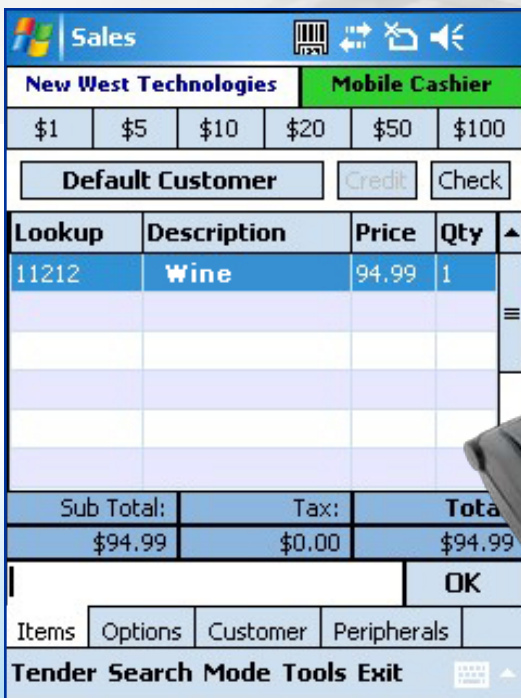 Sales
New West Technologies Mobile Cashier
$1 $5 $10 $20 $50 $100
Default Customer Credit Check
Lookup Description Price Qty
11212 Wine 94.99 1
Sub Total: Tax: Tota
$94.99 $0.00 $94.99
OK
Items Options Customer Peripherals
Tender Search Mode Tools Exit